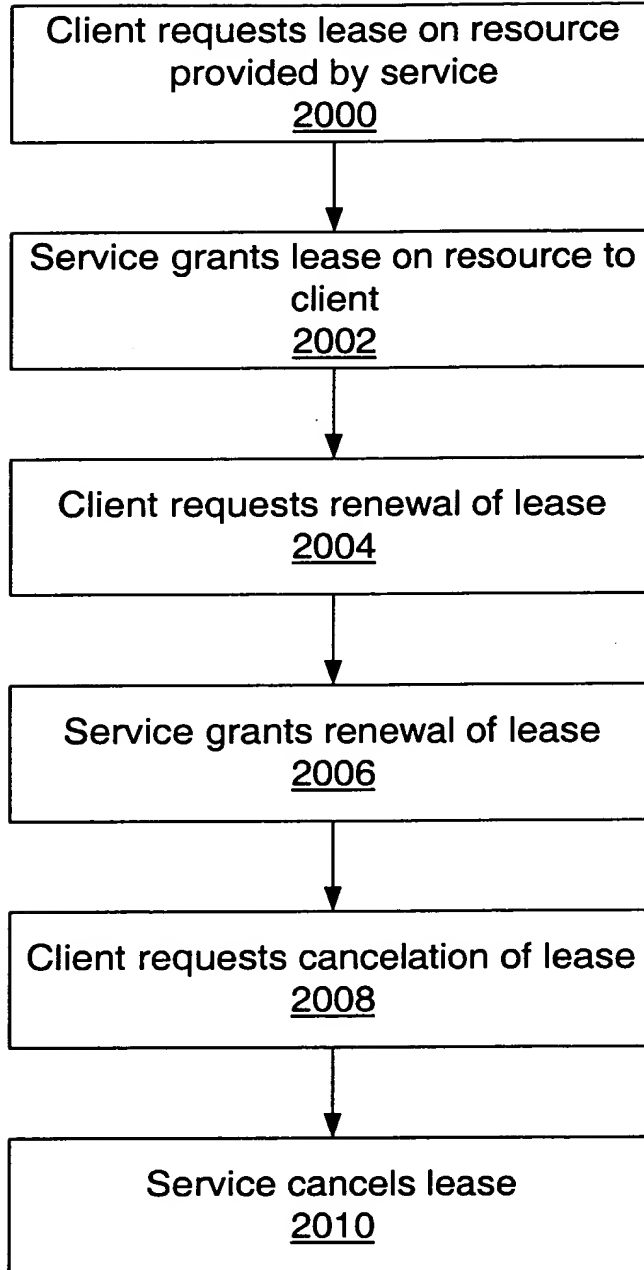 Client requests lease on resource
provided by service
2000
Service grants lease on resource to
client
2002
Client requests renewal of lease
2004
Service grants renewal of lease
2006
Client requests cancelation of lease
2008
Service cancels lease
2010